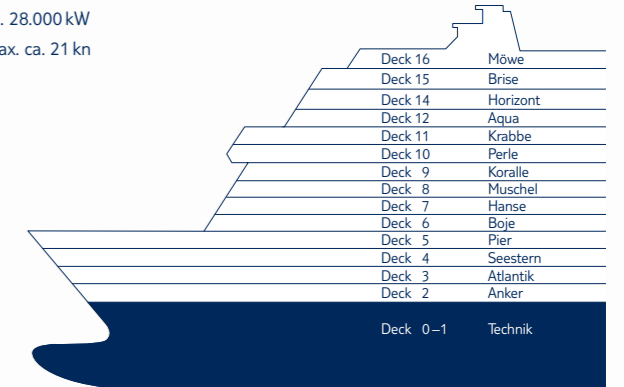 . 28.000 kW
ax. ca. 21 kn
Deck 16 Möwe
Deck 15 Brise
Deck 14 Horizont
Deck 12 Aqua
Deck 11 Krabbe
Deck 10 Perle
Deck 9 Koralle
Deck 8 Muschel
Deck 7 Hanse
Deck 6 Boje
Deck 5 Pier
Deck 4 Seestern
Deck 3 Atlantik
Deck 2 Anker
Deck 0–1 Technik